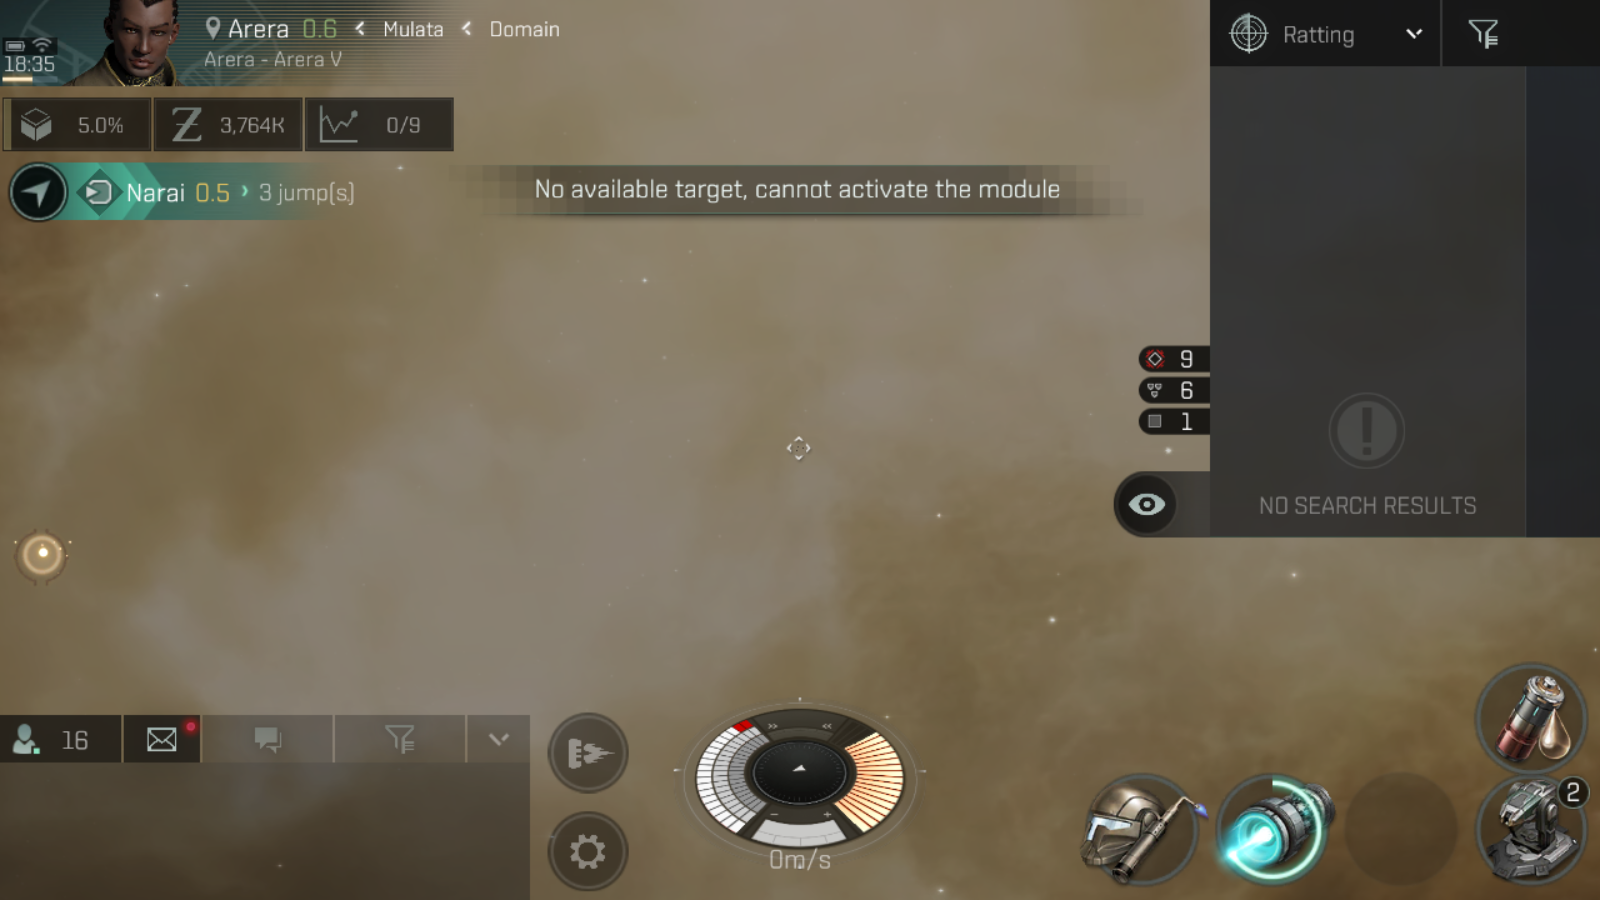 Arera 0.6 < Mulata < Domain
Arera - Arera V
18:35
5.0%
3,764K
0/9
Narai 0.5 › 3 jump(s)
No available target, cannot activate the module
Ratting
9
6
1
NO SEARCH RESULTS
16
0m/s
2